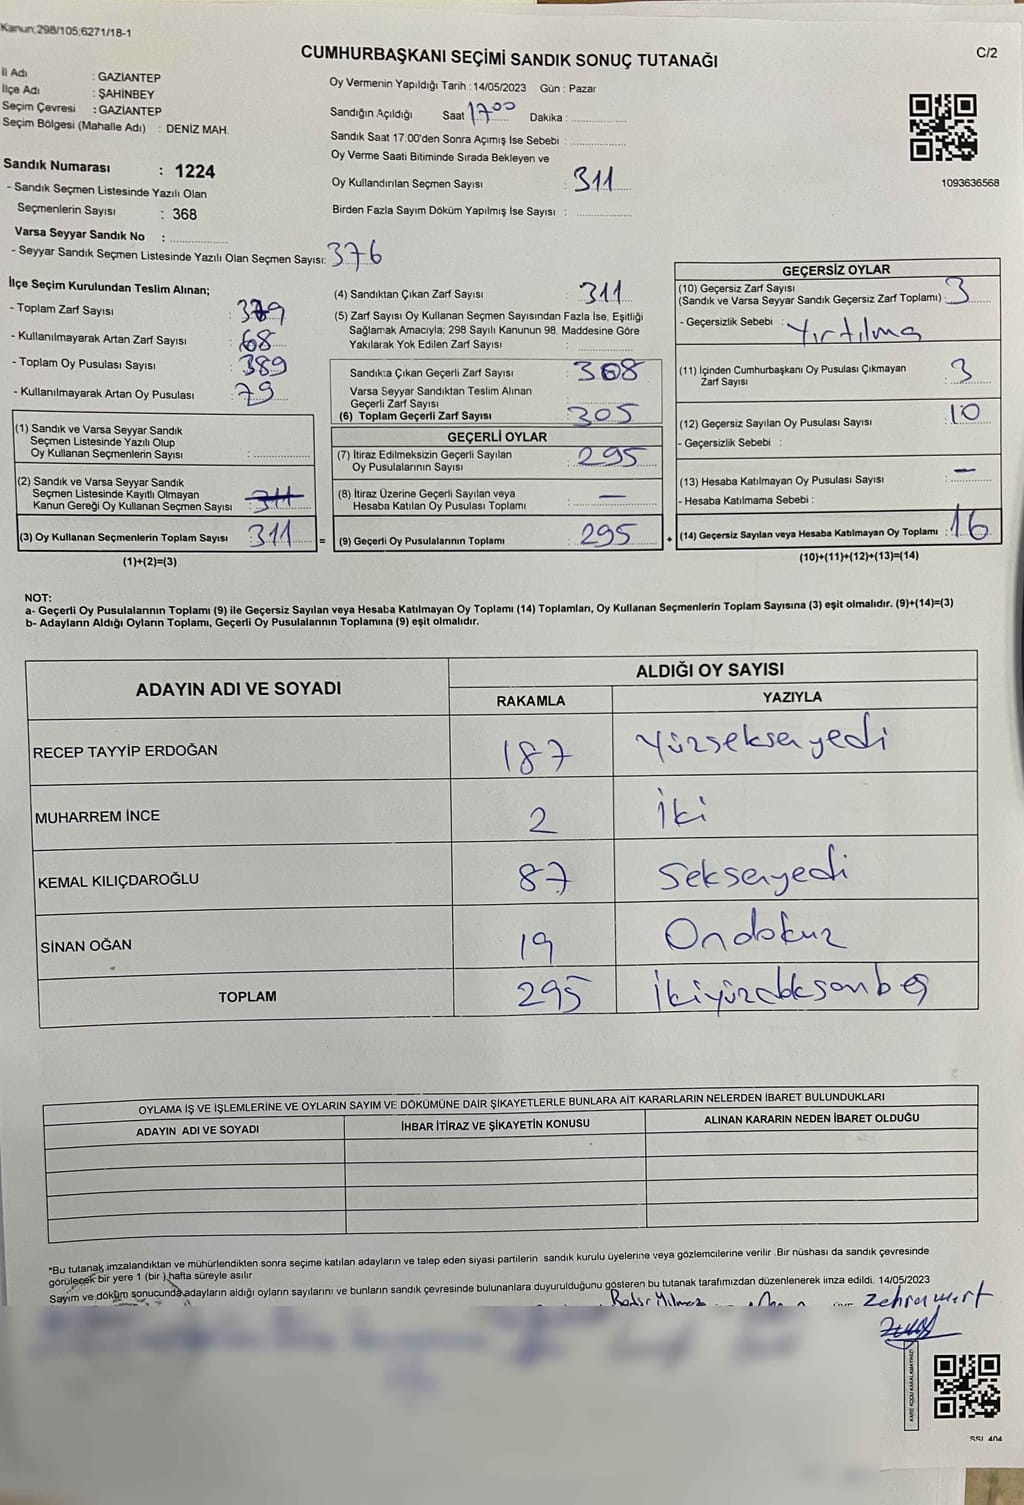 Kanun:298/105;6271/18-1
CUMHURBAŞKANI SEÇİMİ SANDIK SONUÇ TUTANAĞI
C/2
İl Adı : GAZİANTEP
İlçe Adı : ŞAHİNBEY
Seçim Çevresi : GAZİANTEP
Seçim Bölgesi (Mahalle Adı) : DENİZ MAH.
Sandık Numarası : 1224
- Sandık Seçmen Listesinde Yazılı Olan
Seçmenlerin Sayısı : 368
Varsa Seyyar Sandık No :
- Seyyar Sandık Seçmen Listesinde Yazılı Olan Seçmen Sayısı: 376
Oy Vermenin Yapıldığı Tarih : 14/05/2023 Gün : Pazar
Sandığın Açıldığı Saat 17 00 Dakika :
Sandık Saat 17:00'den Sonra Açımış İse Sebebi :
Oy Verme Saati Bitiminde Sırada Bekleyen ve
Oy Kullandırılan Seçmen Sayısı : 311
Birden Fazla Sayım Döküm Yapılmış İse Sayısı :
1093636568
İlçe Seçim Kurulundan Teslim Alınan;
- Toplam Zarf Sayısı : 379
- Kullanılmayarak Artan Zarf Sayısı : 68
- Toplam Oy Pusulası Sayısı : 389
- Kullanılmayarak Artan Oy Pusulası : 79
(1) Sandık ve Varsa Seyyar Sandık
Seçmen Listesinde Yazılı Olup
Oy Kullanan Seçmenlerin Sayısı :
(2) Sandık ve Varsa Seyyar Sandık
Seçmen Listesinde Kayıtlı Olmayan
Kanun Gereği Oy Kullanan Seçmen Sayısı : 311
(3) Oy Kullanan Seçmenlerin Toplam Sayısı : 311 =
(1)+(2)=(3)
(4) Sandıktan Çıkan Zarf Sayısı : 311
(5) Zarf Sayısı Oy Kullanan Seçmen Sayısından Fazla İse, Eşitliği
Sağlamak Amacıyla; 298 Sayılı Kanunun 98. Maddesine Göre
Yakılarak Yok Edilen Zarf Sayısı :
Sandıkta Çıkan Geçerli Zarf Sayısı : 308
Varsa Seyyar Sandıktan Teslim Alınan
Geçerli Zarf Sayısı :
(6) Toplam Geçerli Zarf Sayısı : 305
GEÇERLİ OYLAR
(7) İtiraz Edilmeksizin Geçerli Sayılan
Oy Pusulalarının Sayısı : 295
(8) İtiraz Üzerine Geçerli Sayılan veya
Hesaba Katılan Oy Pusulası Toplamı : —
(9) Geçerli Oy Pusulalarının Toplamı : 295 +
GEÇERSİZ OYLAR
(10) Geçersiz Zarf Sayısı
(Sandık ve Varsa Seyyar Sandık Geçersiz Zarf Toplamı) : 3
- Geçersizlik Sebebi : Yırtılma
(11) İçinden Cumhurbaşkanı Oy Pusulası Çıkmayan
Zarf Sayısı : 3
(12) Geçersiz Sayılan Oy Pusulası Sayısı : 10
- Geçersizlik Sebebi :
(13) Hesaba Katılmayan Oy Pusulası Sayısı : —
- Hesaba Katılmama Sebebi :
(14) Geçersiz Sayılan veya Hesaba Katılmayan Oy Toplamı : 16
(10)+(11)+(12)+(13)=(14)
NOT:
a- Geçerli Oy Pusulalarının Toplamı (9) ile Geçersiz Sayılan veya Hesaba Katılmayan Oy Toplamı (14) Toplamları, Oy Kullanan Seçmenlerin Toplam Sayısına (3) eşit olmalıdır. (9)+(14)=(3)
b- Adayların Aldığı Oyların Toplamı, Geçerli Oy Pusulalarının Toplamına (9) eşit olmalıdır.
ADAYIN ADI VE SOYADI
ALDIĞI OY SAYISI
RAKAMLA YAZIYLA
RECEP TAYYİP ERDOĞAN 187 Yüzseksenyedi
MUHARREM İNCE 2 İki
KEMAL KILIÇDAROĞLU 87 Seksenyedi
SİNAN OĞAN 19 Ondokuz
TOPLAM 295 İkiyüzdoksanbeş
OYLAMA İŞ VE İŞLEMLERİNE VE OYLARIN SAYIM VE DÖKÜMÜNE DAİR ŞİKAYETLERLE BUNLARA AİT KARARLARIN NELERDEN İBARET BULUNDUKLARI
ADAYIN ADI VE SOYADI İHBAR İTİRAZ VE ŞİKAYETİN KONUSU ALINAN KARARIN NEDEN İBARET OLDUĞU
*Bu tutanak imzalandıktan ve mühürlendikten sonra seçime katılan adayların ve talep eden siyasi partilerin sandık kurulu üyelerine veya gözlemcilerine verilir .Bir nüshası da sandık çevresinde
görülecek bir yere 1 (bir ) hafta süreyle asılır
Sayım ve döküm sonucunda adayların aldığı oyların sayılarını ve bunların sandık çevresinde bulunanlara duyurulduğunu gösteren bu tutanak tarafımızdan düzenlenerek imza edildi. 14/05/2023
Zehra Mert